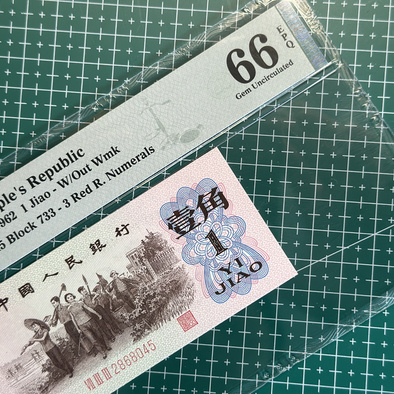 66
EPQ
Gem Uncirculated
ple's Republic
962 1 Jiao - W/Out Wmk
5 Block 733 - 3 Red R. Numerals
中國人民銀行
壹角
1
YI
JIAO
2868045